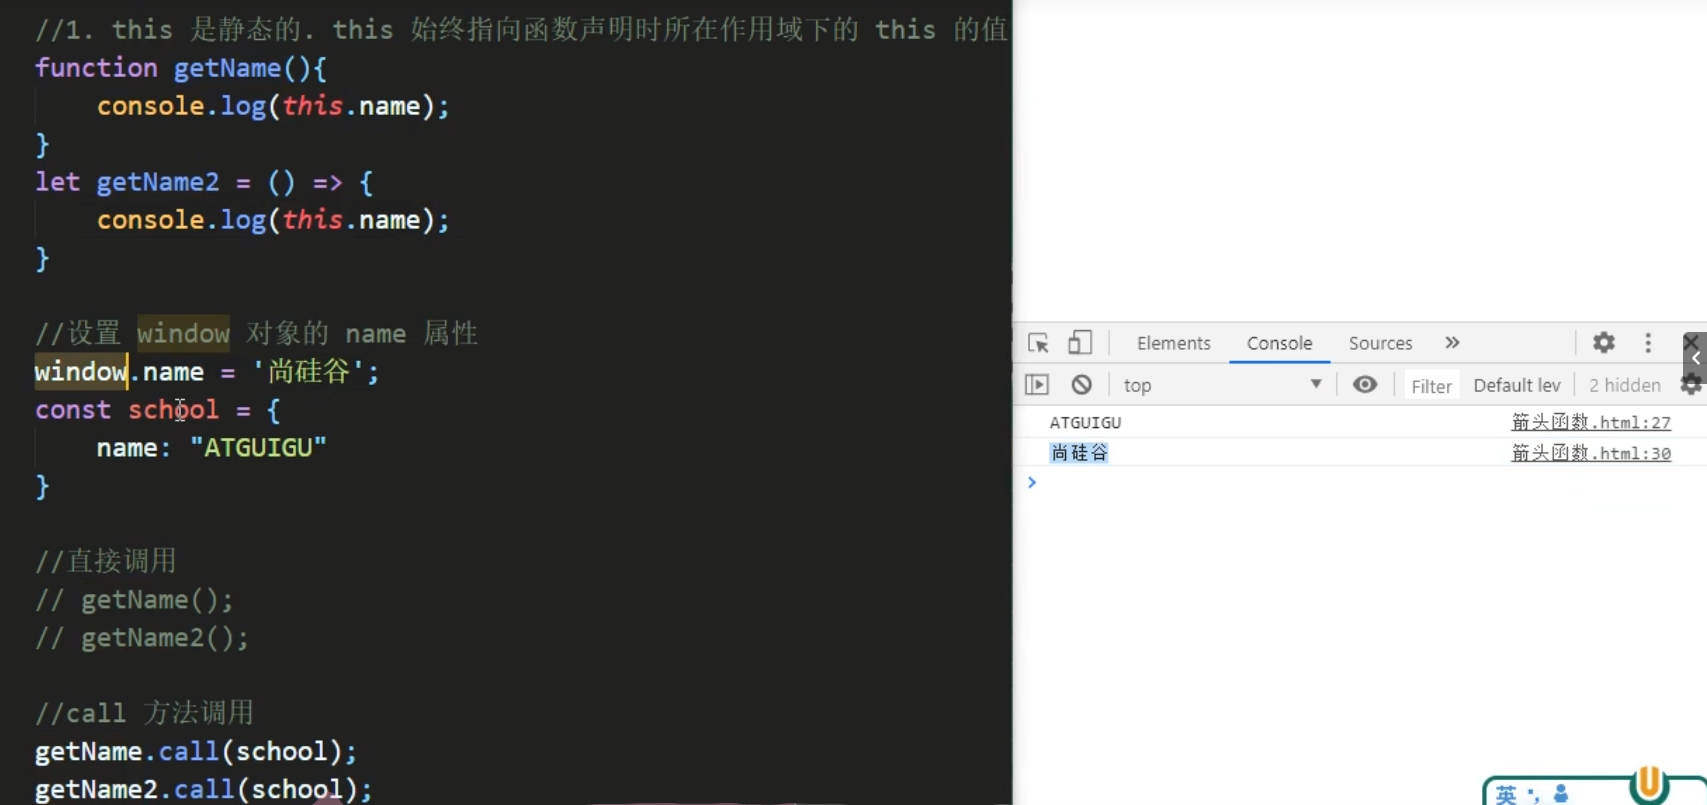 //1. this 是静态的. this 始终指向函数声明时所在作用域下的 this 的值
function getName(){
console.log(this.name);
}
let getName2 = () => {
console.log(this.name);
}
//设置 window 对象的 name 属性
window.name = '尚硅谷';
const school = {
name: "ATGUIGU"
}
//直接调用
// getName();
// getName2();
//call 方法调用
getName.call(school);
getName2.call(school);
Elements Console Sources »
top Filter Default lev 2 hidden
ATGUIGU 箭头函数.html:27
尚硅谷 箭头函数.html:30
英